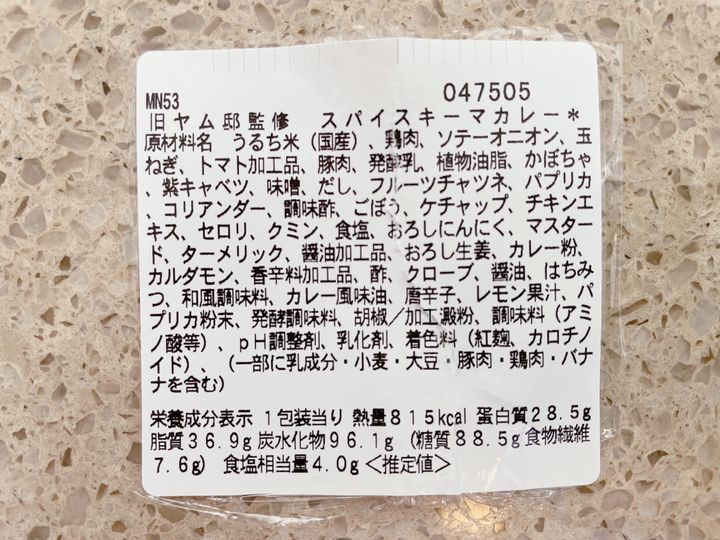 MN53 047505
旧ヤム邸監修 スパイスキーマカレー*
原材料名 うるち米（国産）、鶏肉、ソテーオニオン、玉
ねぎ、トマト加工品、豚肉、発酵乳、植物油脂、かぼちゃ
、紫キャベツ、味噌、だし、フルーツチャツネ、パプリカ
、コリアンダー、調味酢、ごぼう、ケチャップ、チキンエ
キス、セロリ、クミン、食塩、おろしにんにく、マスター
ド、ターメリック、醤油加工品、おろし生姜、カレー粉、
カルダモン、香辛料加工品、酢、クローブ、醤油、はちみ
つ、和風調味料、カレー風味油、唐辛子、レモン果汁、パ
プリカ粉末、発酵調味料、胡椒／加工澱粉、調味料（アミ
ノ酸等）、ｐＨ調整剤、乳化剤、着色料（紅麹、カロチノ
イド）、（一部に乳成分・小麦・大豆・豚肉・鶏肉・バナ
ナを含む）
栄養成分表示 １包装当り 熱量８１５kcal 蛋白質２８.５g
脂質３６.９g 炭水化物９６.１g （糖質８８.５g 食物繊維
７.６g） 食塩相当量４.０g＜推定値＞